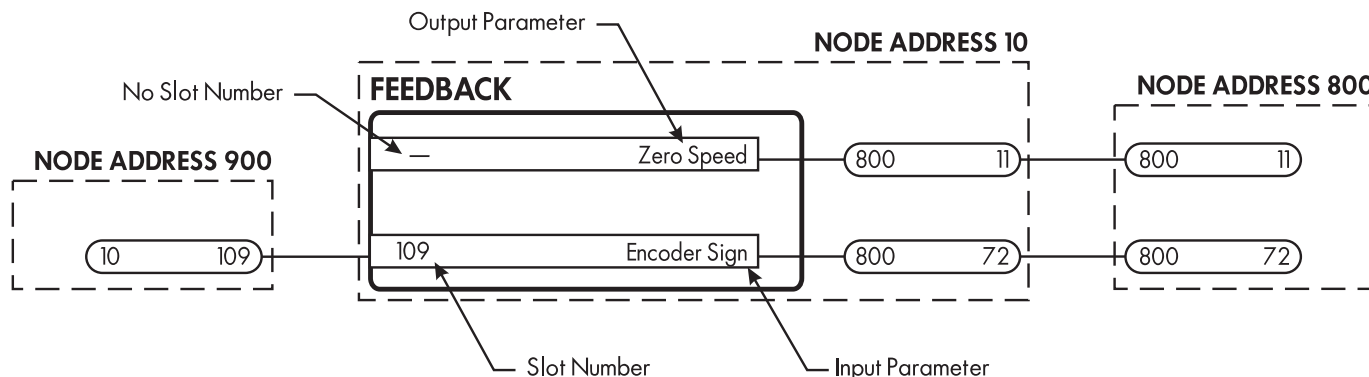 Output Parameter
NODE ADDRESS 10
No Slot Number
FEEDBACK
NODE ADDRESS 800
— Zero Speed
800 11
800 11
NODE ADDRESS 900
10 109
109 Encoder Sign
800 72
800 72
Slot Number
Input Parameter